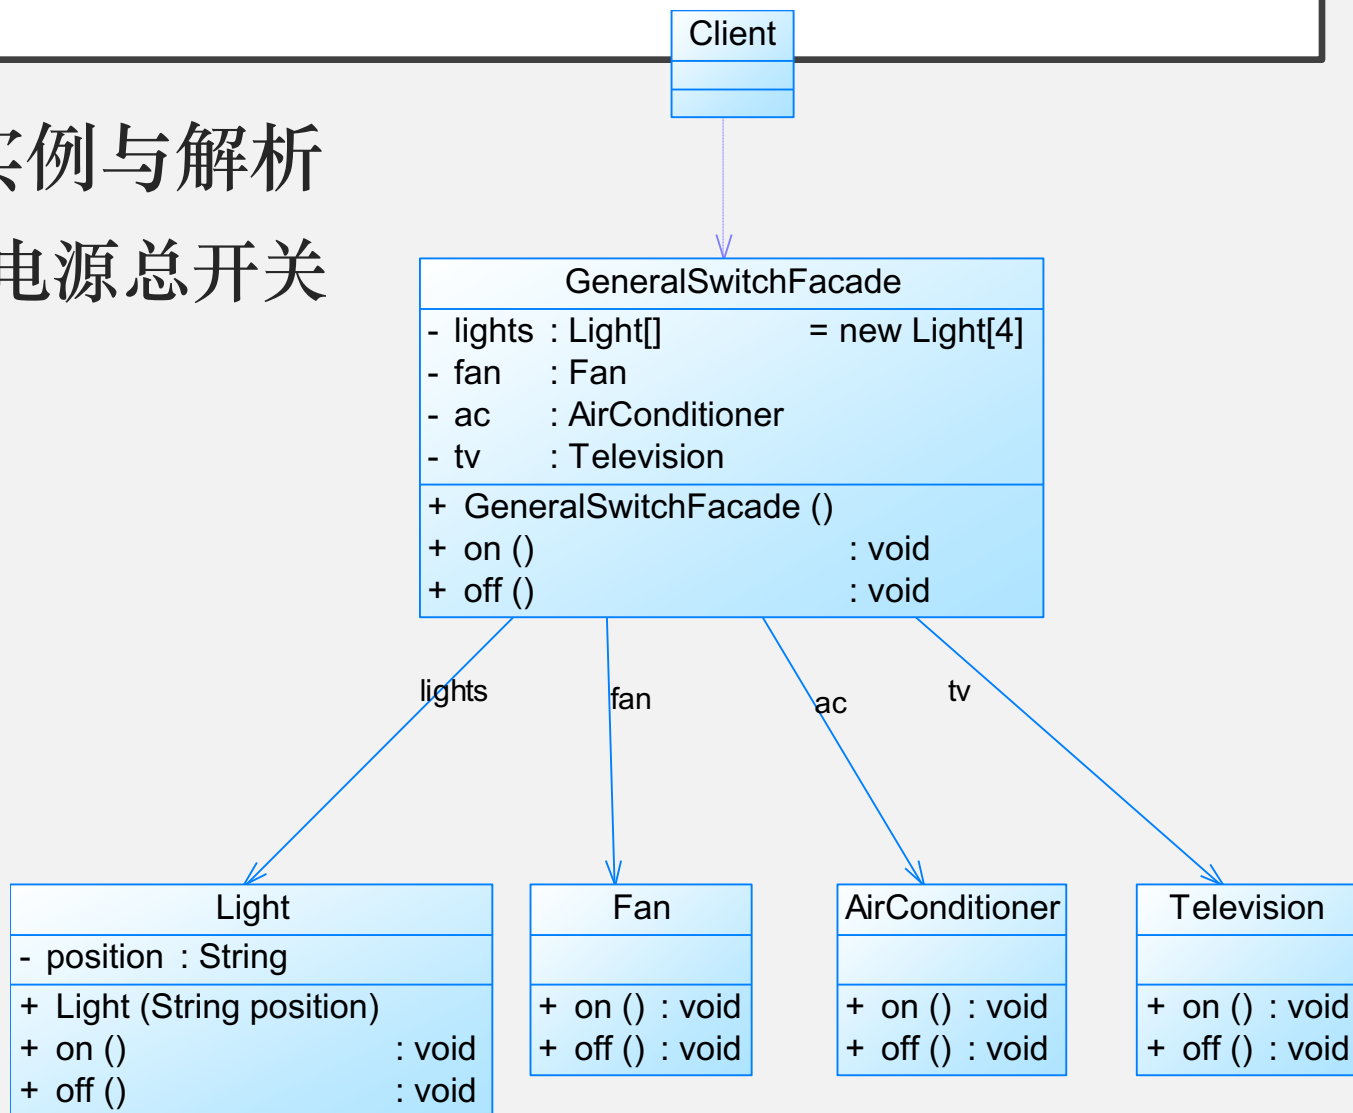 Client
实例与解析
电源总开关
GeneralSwitchFacade
- lights : Light[] = new Light[4]
- fan : Fan
- ac : AirConditioner
- tv : Television
+ GeneralSwitchFacade ()
+ on () : void
+ off () : void
lights
fan
ac
tv
Light
- position : String
+ Light (String position)
+ on () : void
+ off () : void
Fan
+ on () : void
+ off () : void
AirConditioner
+ on () : void
+ off () : void
Television
+ on () : void
+ off () : void